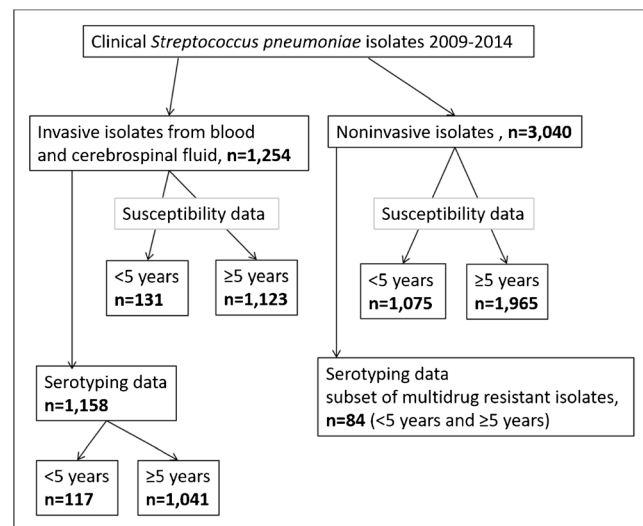 Clinical Streptococcus pneumoniae isolates 2009-2014
Invasive isolates from blood
and cerebrospinal fluid, n=1,254
Noninvasive isolates , n=3,040
Susceptibility data
Susceptibility data
<5 years
n=131
≥5 years
n=1,123
<5 years
n=1,075
≥5 years
n=1,965
Serotyping data
n=1,158
Serotyping data
subset of multidrug resistant isolates,
n=84 (<5 years and ≥5 years)
<5 years
n=117
≥5 years
n=1,041